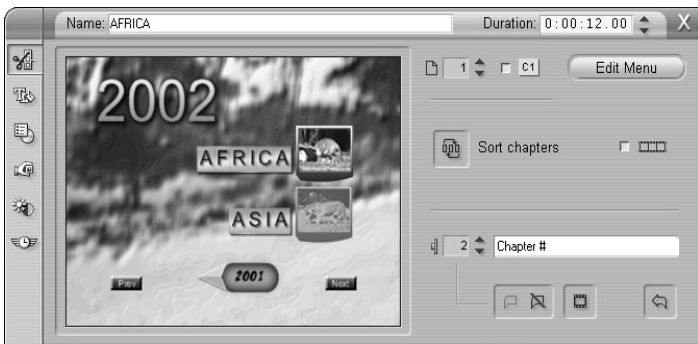 Name: AFRICA Duration: 0:00:12.00 X
2002
AFRICA
ASIA
2001
Prev Next
1 C1 Edit Menu
Sort chapters
2 Chapter #